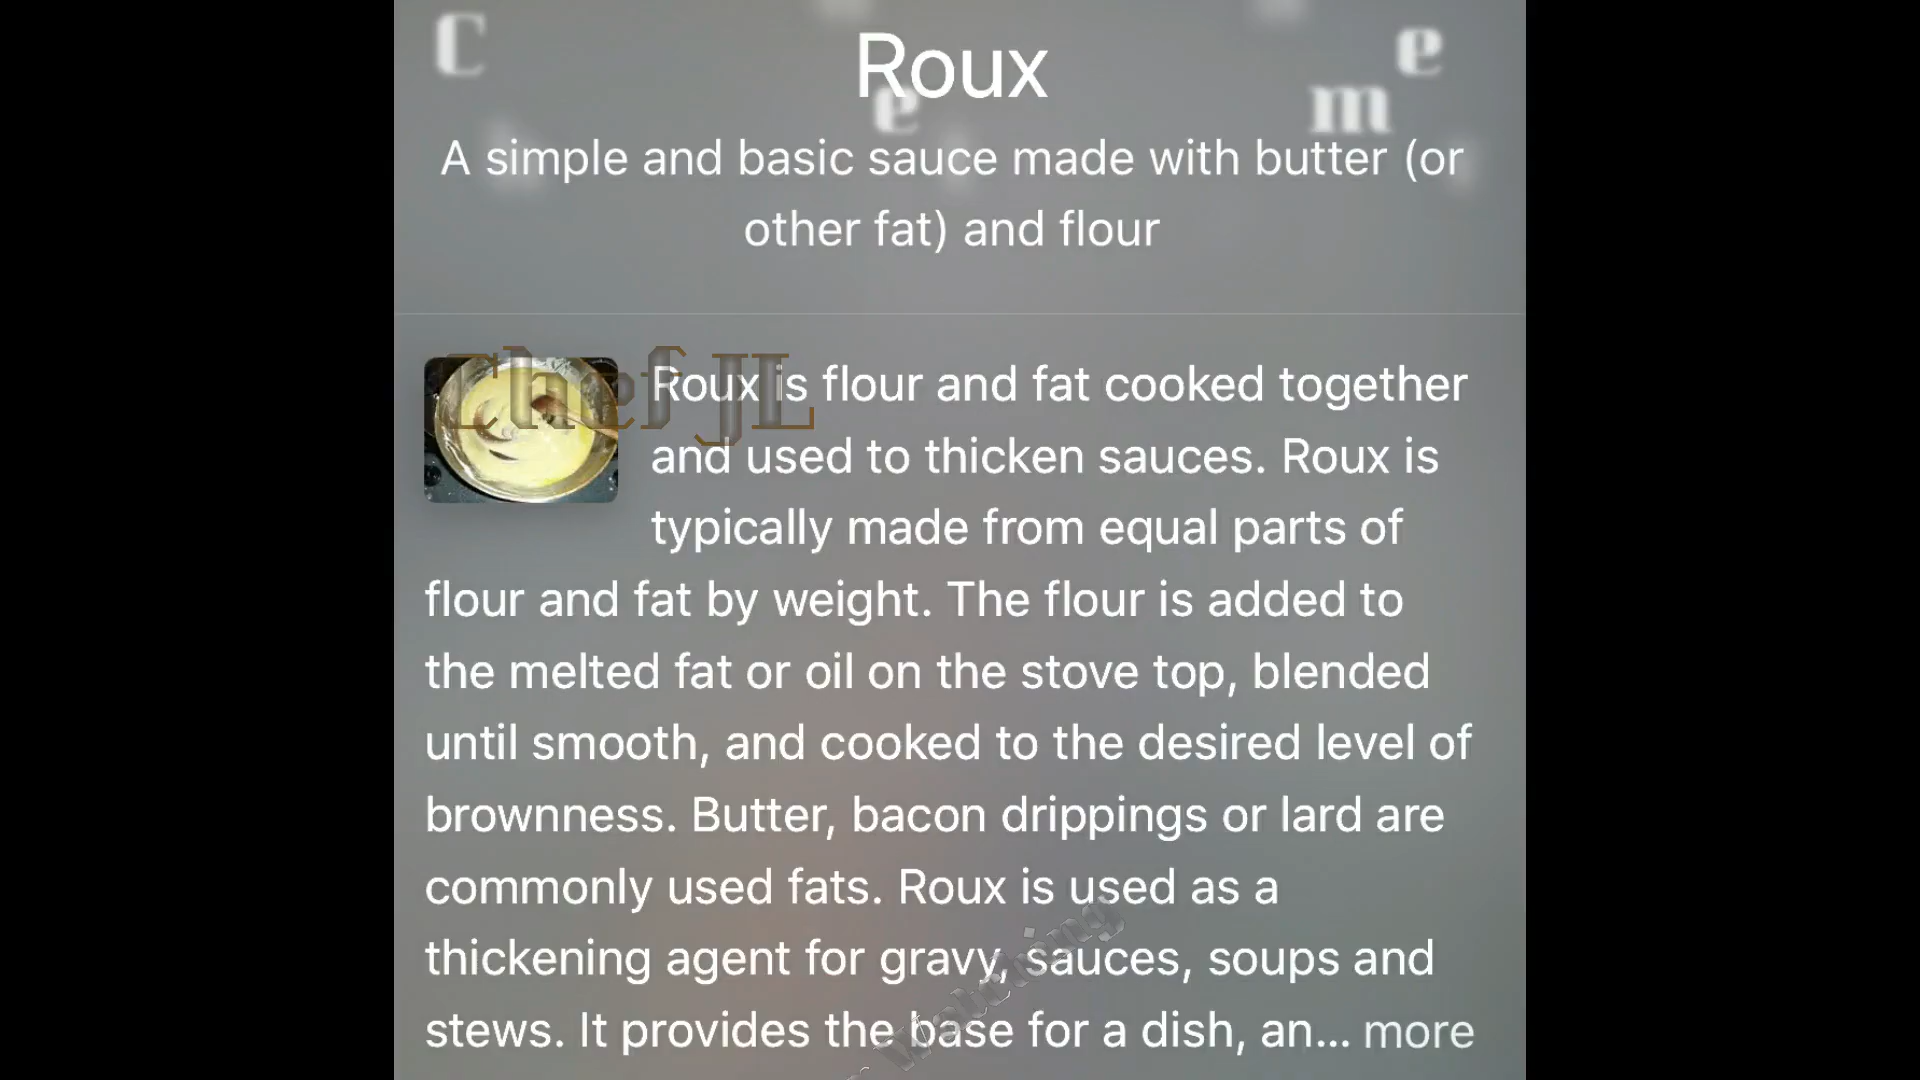 C
e
Roux
e
m
A simple and basic sauce made with butter (or
other fat) and flour
Chef JL
Roux is flour and fat cooked together
and used to thicken sauces. Roux is
typically made from equal parts of
flour and fat by weight. The flour is added to
the melted fat or oil on the stove top, blended
until smooth, and cooked to the desired level of
brownness. Butter, bacon drippings or lard are
commonly used fats. Roux is used as a
thickening agent for gravy, sauces, soups and
stews. It provides the base for a dish, an... more
Watching